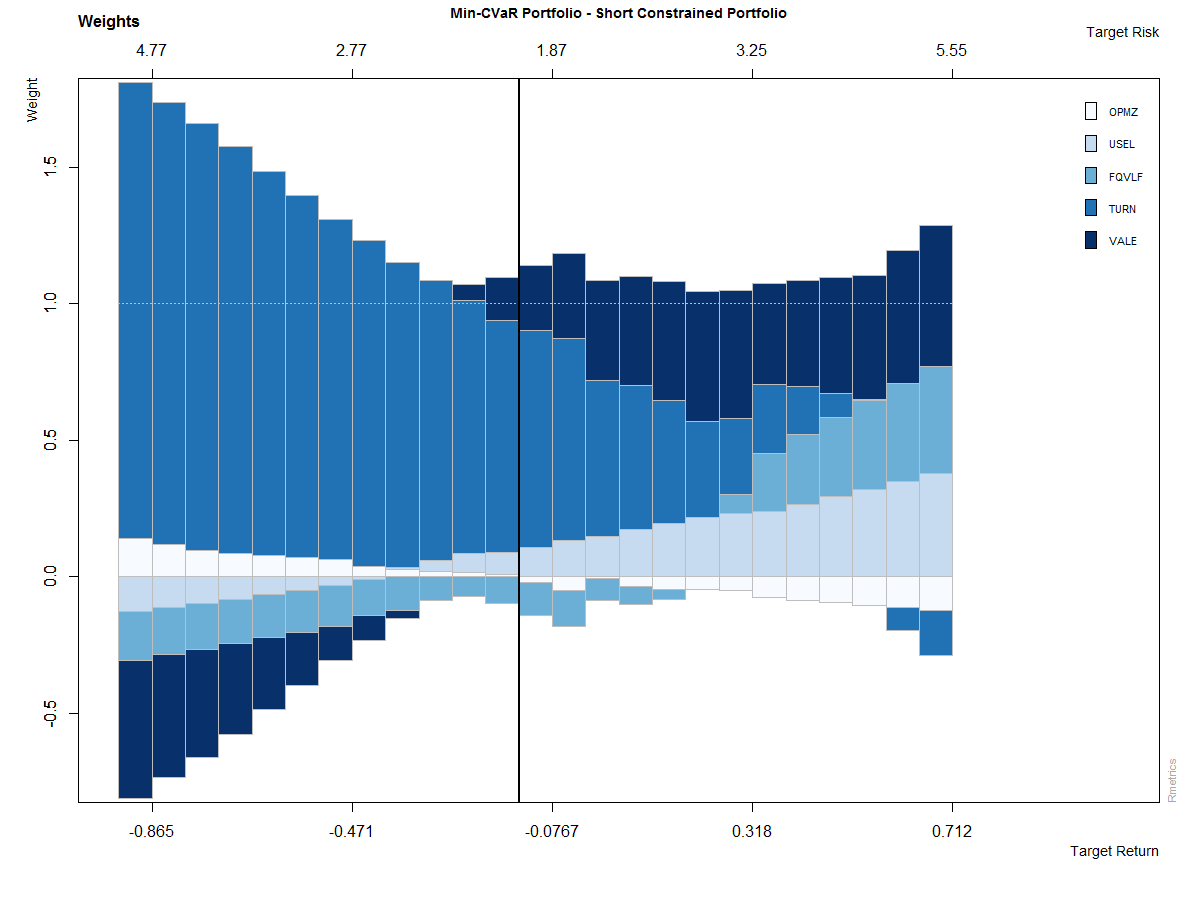 Min-CVaR Portfolio - Short Constrained Portfolio
Weights
Target Risk
4.77 2.77 1.87 3.25 5.55
Weight
1.5
1.0
0.5
0.0
-0.5
OPMZ
USEL
FQVLF
TURN
VALE
Rmetrics
-0.865 -0.471 -0.0767 0.318 0.712
Target Return